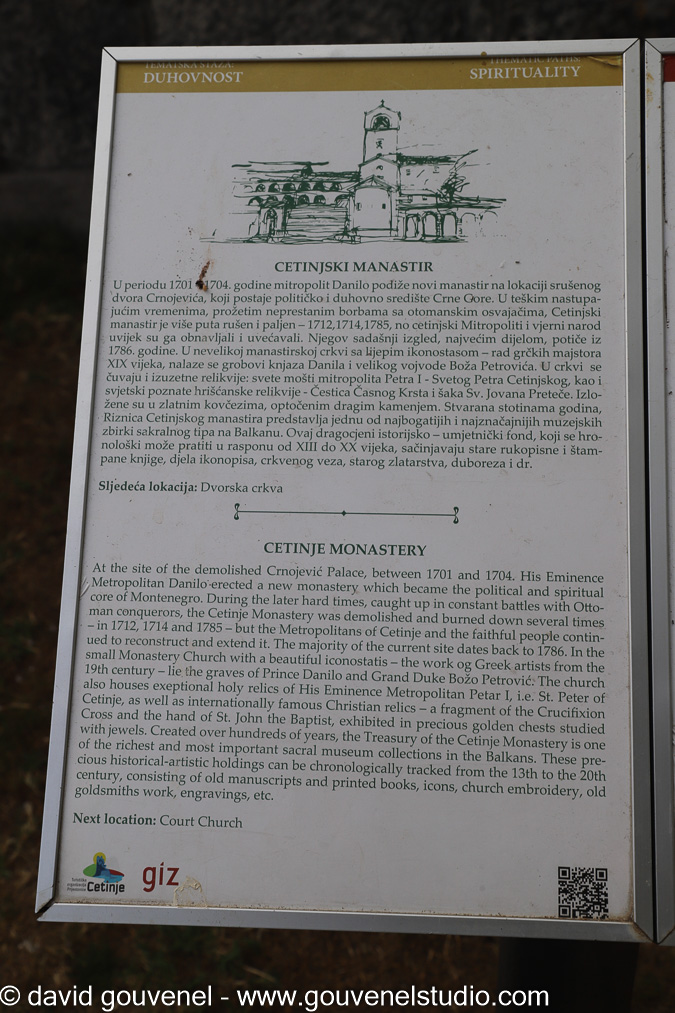 TEMATSKA STAZA:
DUHOVNOST
THEMATIC PATHS:
SPIRITUALITY
CETINJSKI MANASTIR
U periodu 1701 1704. godine mitropolit Danilo podiže novi manastir na lokaciji srušenog
dvora Crnojevića, koji postaje političko i duhovno središte Crne Gore. U teškim nastupa-
jućim vremenima, prožetim neprestanim borbama sa otomanskim osvajačima, Cetinjski
manastir je više puta rušen i paljen – 1712,1714,1785, no cetinjski Mitropoliti i vjerni narod
uvijek su ga obnavljali i uvećavali. Njegov sadašnji izgled, najvećim dijelom, potiče iz
1786. godine. U nevelikoj manastirskoj crkvi sa lijepim ikonostasom – rad grčkih majstora
XIX vijeka, nalaze se grobovi knjaza Danila i velikog vojvode Boža Petrovića. U crkvi se
čuvaju i izuzetne relikvije: svete mošti mitropolita Petra I - Svetog Petra Cetinjskog, kao i
svjetski poznate hrišćanske relikvije - Čestica Časnog Krsta i šaka Sv. Jovana Preteče. Izlo-
žene su u zlatnim kovčezima, optočenim dragim kamenjem. Stvarana stotinama godina,
Riznica Cetinjskog manastira predstavlja jednu od najbogatijih i najznačajnijih muzejskih
zbirki sakralnog tipa na Balkanu. Ovaj dragocjeni istorijsko – umjetnički fond, koji se hro-
nološki može pratiti u rasponu od XIII do XX vijeka, sačinjavaju stare rukopisne i štam-
pane knjige, djela ikonopisa, crkvenog veza, starog zlatarstva, duboreza i dr.
Sljedeća lokacija: Dvorska crkva
CETINJE MONASTERY
At the site of the demolished Crnojević Palace, between 1701 and 1704. His Eminence
Metropolitan Danilo erected a new monastery which became the political and spiritual
core of Montenegro. During the later hard times, caught up in constant battles with Otto-
man conquerors, the Cetinje Monastery was demolished and burned down several times
– in 1712, 1714 and 1785 – but the Metropolitans of Cetinje and the faithful people contin-
ued to reconstruct and extend it. The majority of the current site dates back to 1786. In the
small Monastery Church with a beautiful iconostatis – the work og Greek artists from the
19th century – lie the graves of Prince Danilo and Grand Duke Božo Petrović. The church
also houses exeptional holy relics of His Eminence Metropolitan Petar I, i.e. St. Peter of
Cetinje, as well as internationally famous Christian relics – a fragment of the Crucifixion
Cross and the hand of St. John the Baptist, exhibited in precious golden chests studied
with jewels. Created over hundreds of years, the Treasury of the Cetinje Monastery is one
of the richest and most important sacral museum collections in the Balkans. These pre-
cious historical-artistic holdings can be chronologically tracked from the 13th to the 20th
century, consisting of old manuscripts and printed books, icons, church embroidery, old
goldsmiths work, engravings, etc.
Next location: Court Church
Cetinje
giz
© david gouvenel - www.gouvenelstudio.com